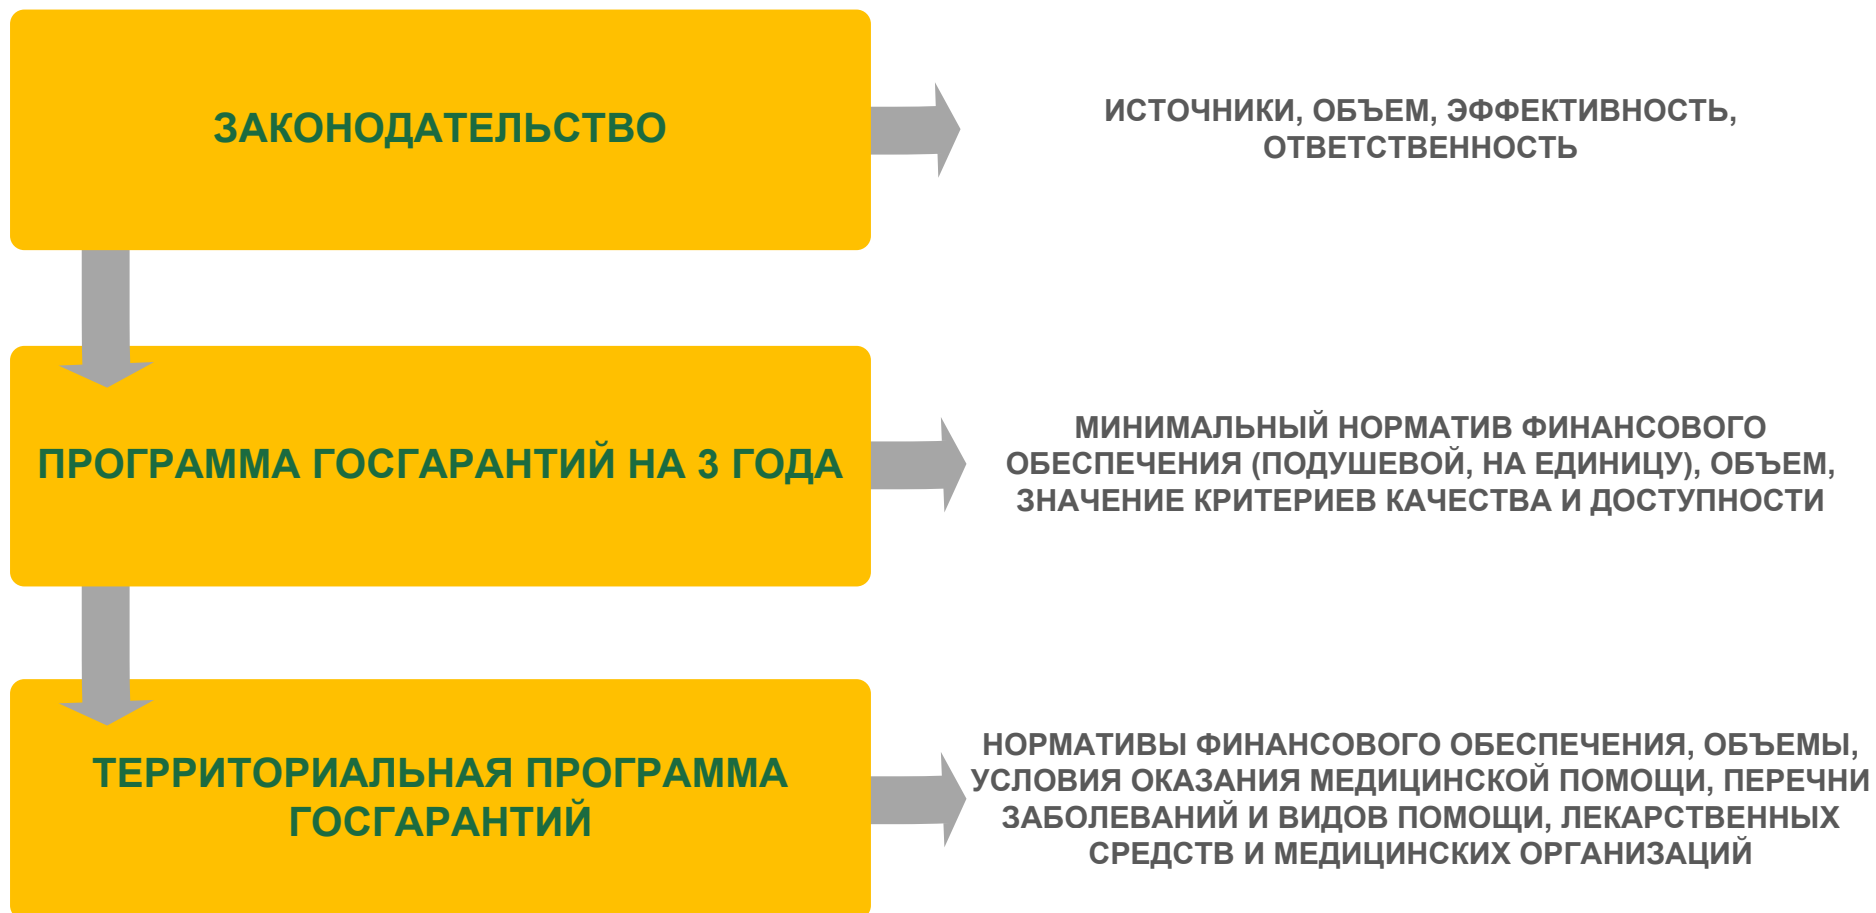 ЗАКОНОДАТЕЛЬСТВО
ИСТОЧНИКИ, ОБЪЕМ, ЭФФЕКТИВНОСТЬ,
ОТВЕТСТВЕННОСТЬ
ПРОГРАММА ГОСГАРАНТИЙ НА 3 ГОДА
МИНИМАЛЬНЫЙ НОРМАТИВ ФИНАНСОВОГО
ОБЕСПЕЧЕНИЯ (ПОДУШЕВОЙ, НА ЕДИНИЦУ), ОБЪЕМ,
ЗНАЧЕНИЕ КРИТЕРИЕВ КАЧЕСТВА И ДОСТУПНОСТИ
ТЕРРИТОРИАЛЬНАЯ ПРОГРАММА
ГОСГАРАНТИЙ
НОРМАТИВЫ ФИНАНСОВОГО ОБЕСПЕЧЕНИЯ, ОБЪЕМЫ,
УСЛОВИЯ ОКАЗАНИЯ МЕДИЦИНСКОЙ ПОМОЩИ, ПЕРЕЧНИ
ЗАБОЛЕВАНИЙ И ВИДОВ ПОМОЩИ, ЛЕКАРСТВЕННЫХ
СРЕДСТВ И МЕДИЦИНСКИХ ОРГАНИЗАЦИЙ